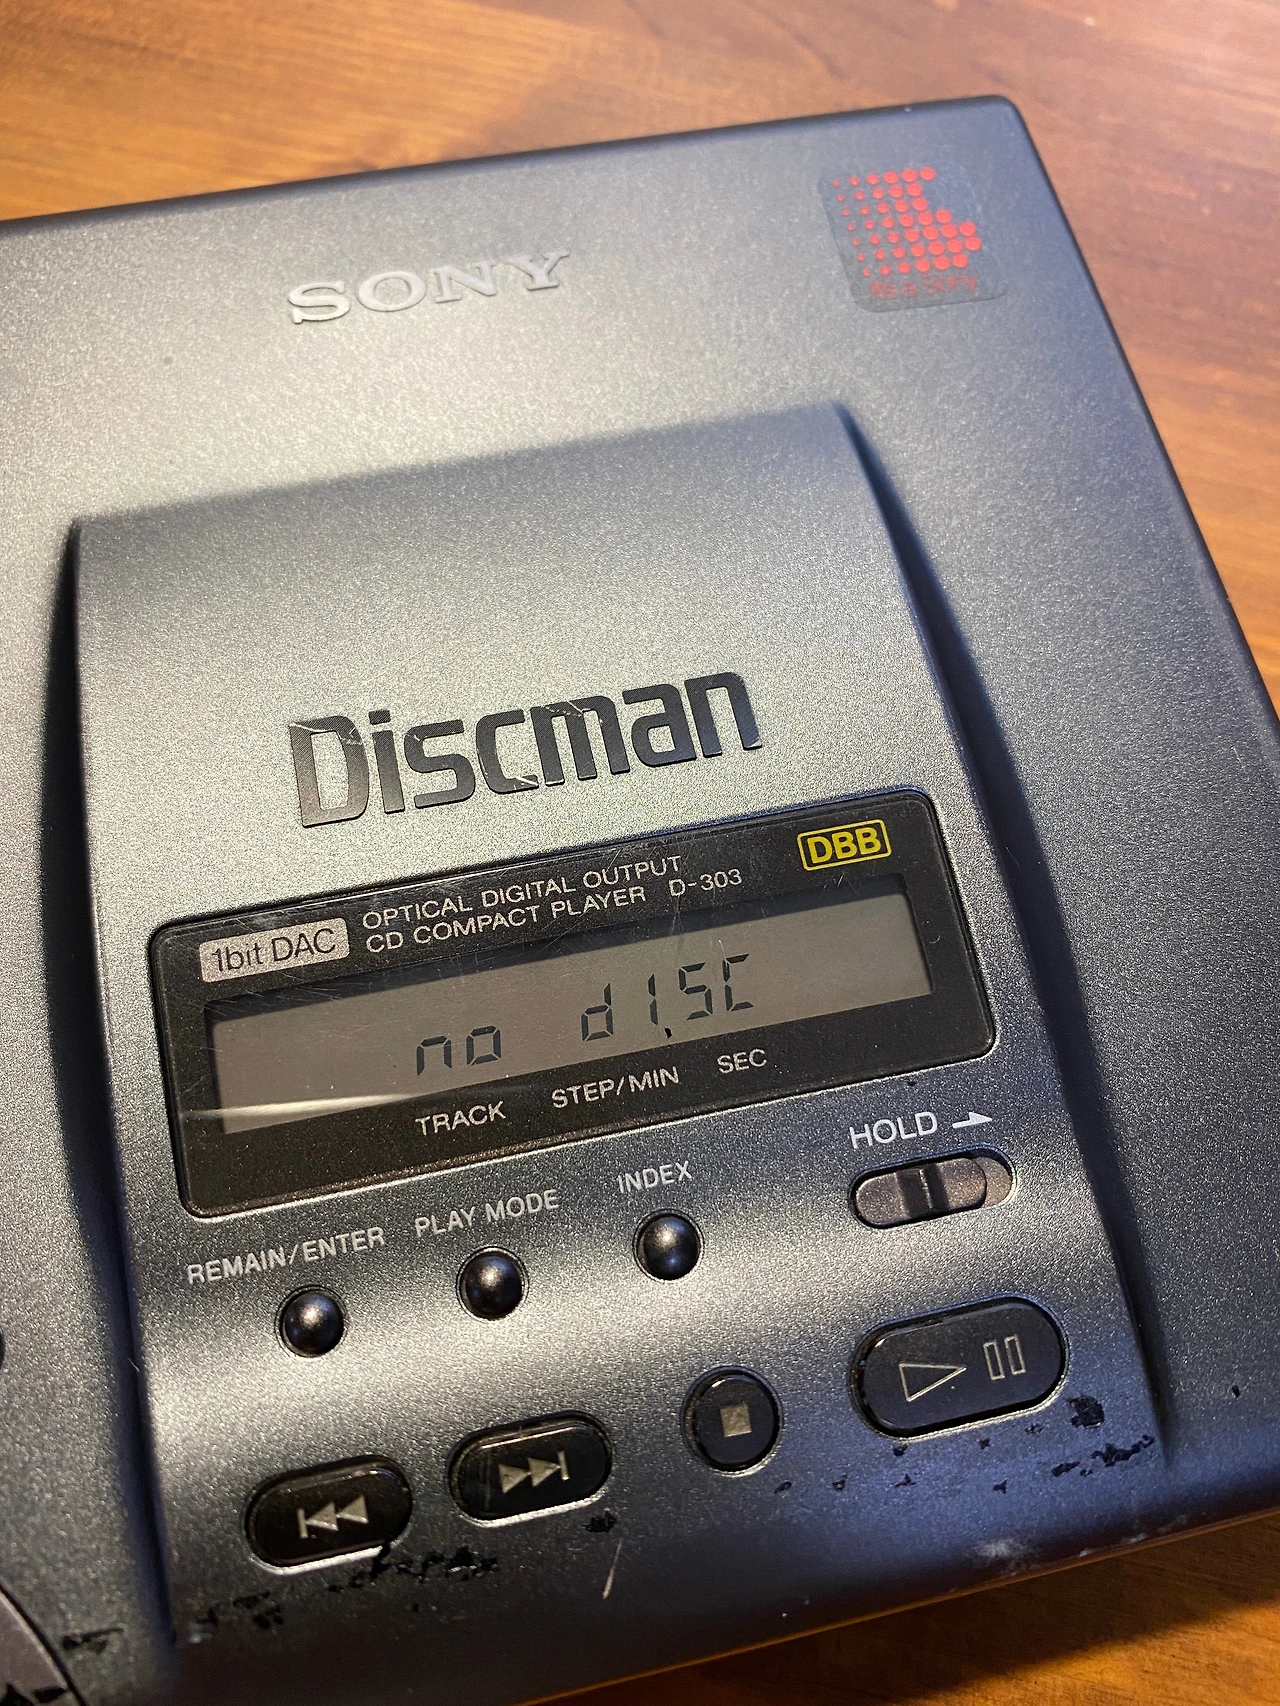 SONY
It's a SONY
Discman
1bit DAC
OPTICAL DIGITAL OUTPUT
CD COMPACT PLAYER D-303
DBB
no dISC
TRACK STEP/MIN SEC
HOLD
REMAIN/ENTER PLAY MODE INDEX